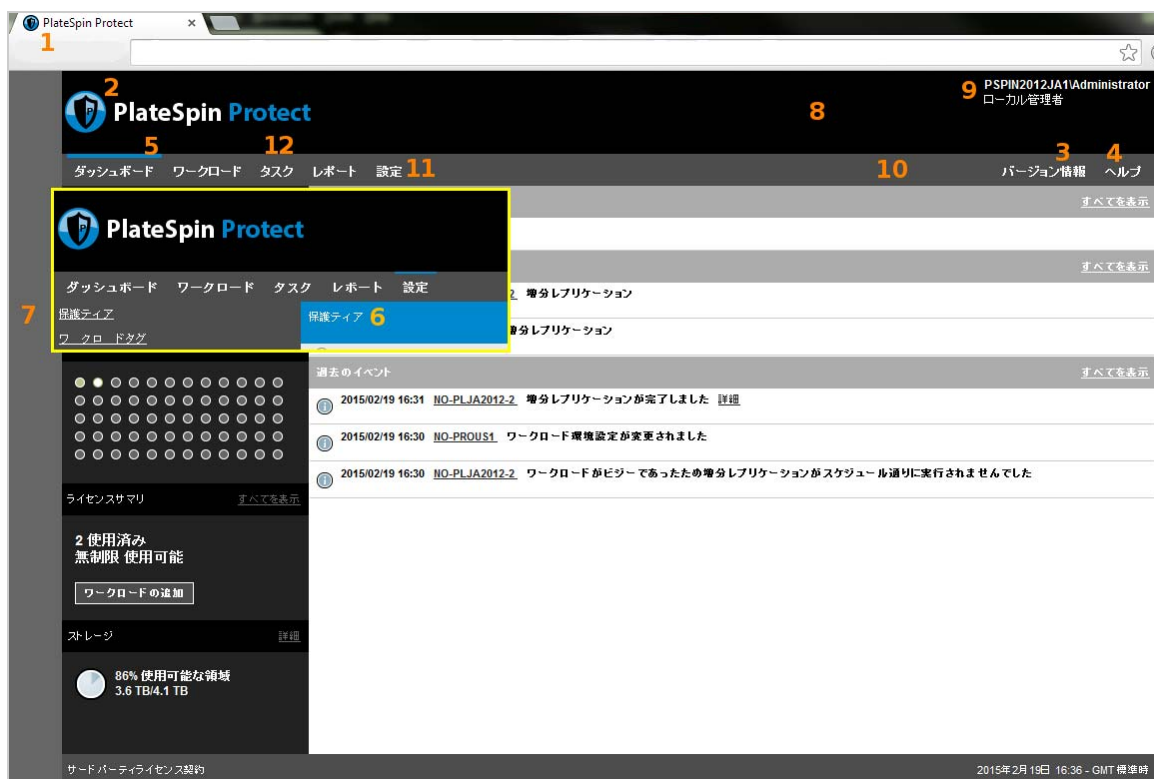 PlateSpin Protect
×
1
2
PlateSpin Protect
8
9
PSPIN2012JA1\Administrator
ローカル管理者
5
12
3
4
ダッシュボード ワークロード タスク レポート 設定 11 10 バージョン情報 ヘルプ
すべてを表示
PlateSpin Protect
すべてを表示
ダッシュボード ワークロード タスク レポート 設定
増分レプリケーション
7
保護ティア
保護ティア 6
分レプリケーション
ワークロードタグ
過去のイベント すべてを表示
2015/02/19 16:31 NO-PLJA2012-2 増分レプリケーションが完了しました 詳細
2015/02/19 16:30 NO-PROUS1 ワークロード環境設定が変更されました
2015/02/19 16:30 NO-PLJA2012-2 ワークロードがビジーであったため増分レプリケーションがスケジュール通りに実行されませんでした
ライセンスサマリ すべてを表示
2 使用済み
無制限 使用可能
ワークロードの追加
ストレージ 詳細
86% 使用可能な領域
3.6 TB/4.1 TB
サードパーティライセンス契約 2015年2月19日 16:36 - GMT 標準時